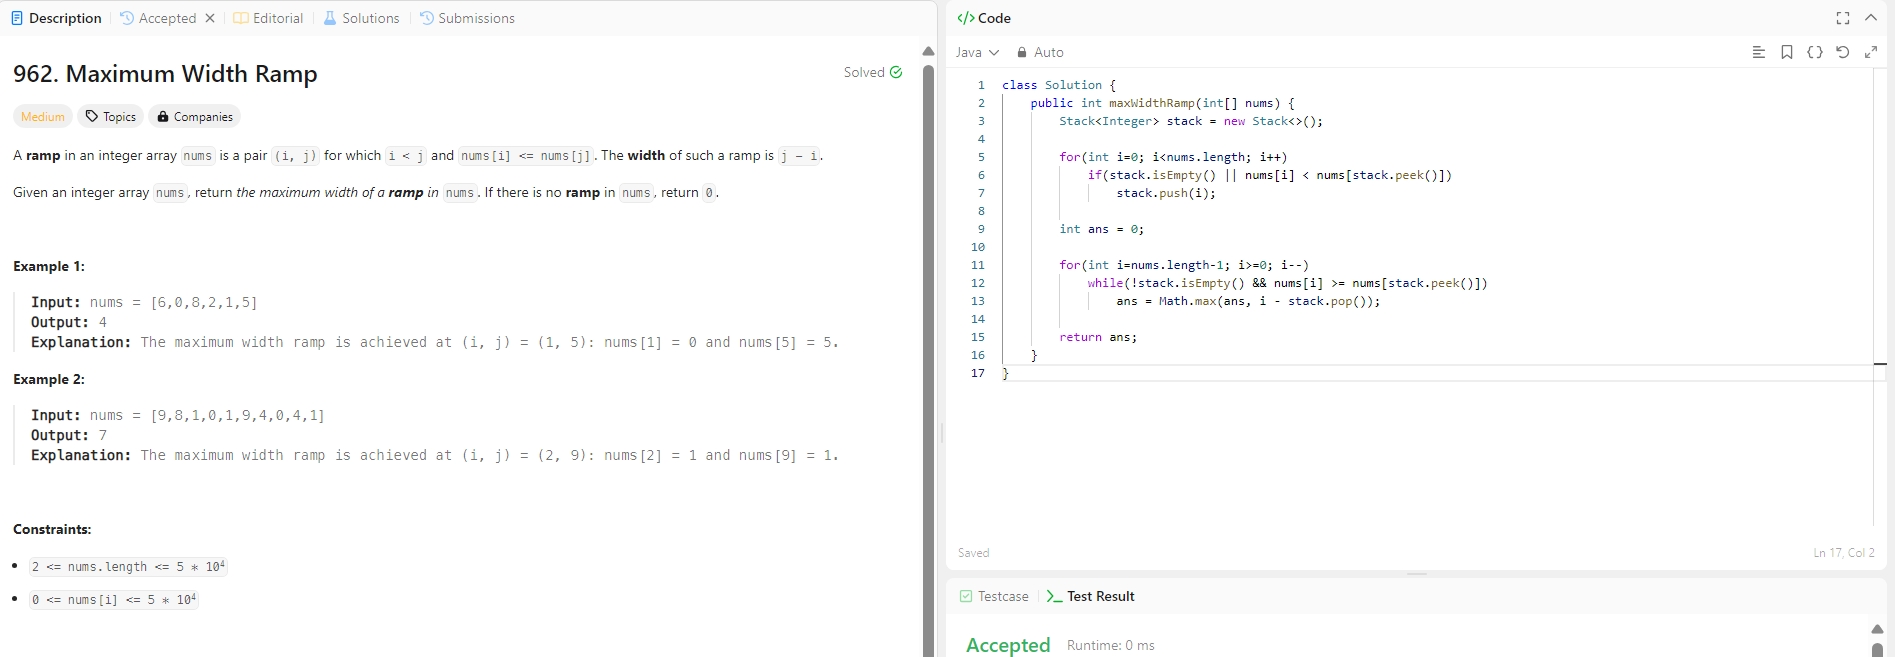 Description
Accepted
Editorial
Solutions
Submissions
962. Maximum Width Ramp
Solved
Medium
Topics
Companies
A ramp in an integer array nums is a pair (i, j) for which i < j and nums[i] <= nums[j]. The width of such a ramp is j - i.
Given an integer array nums, return the maximum width of a ramp in nums. If there is no ramp in nums, return 0.
Example 1:
Input: nums = [6,0,8,2,1,5]
Output: 4
Explanation: The maximum width ramp is achieved at (i, j) = (1, 5): nums[1] = 0 and nums[5] = 5.
Example 2:
Input: nums = [9,8,1,0,1,9,4,0,4,1]
Output: 7
Explanation: The maximum width ramp is achieved at (i, j) = (2, 9): nums[2] = 1 and nums[9] = 1.
Constraints:
• 2 <= nums.length <= 5 * 10⁴
• 0 <= nums[i] <= 5 * 10⁴
</> Code
Java
Auto
1 class Solution {
2     public int maxWidthRamp(int[] nums) {
3         Stack<Integer> stack = new Stack<>();
4
5         for(int i=0; i<nums.length; i++)
6             if(stack.isEmpty() || nums[i] < nums[stack.peek()])
7                 stack.push(i);
8
9         int ans = 0;
10
11         for(int i=nums.length-1; i>=0; i--)
12             while(!stack.isEmpty() && nums[i] >= nums[stack.peek()])
13                 ans = Math.max(ans, i - stack.pop());
14
15         return ans;
16     }
17 }
Saved
Ln 17, Col 2
Testcase
Test Result
Accepted
Runtime: 0 ms